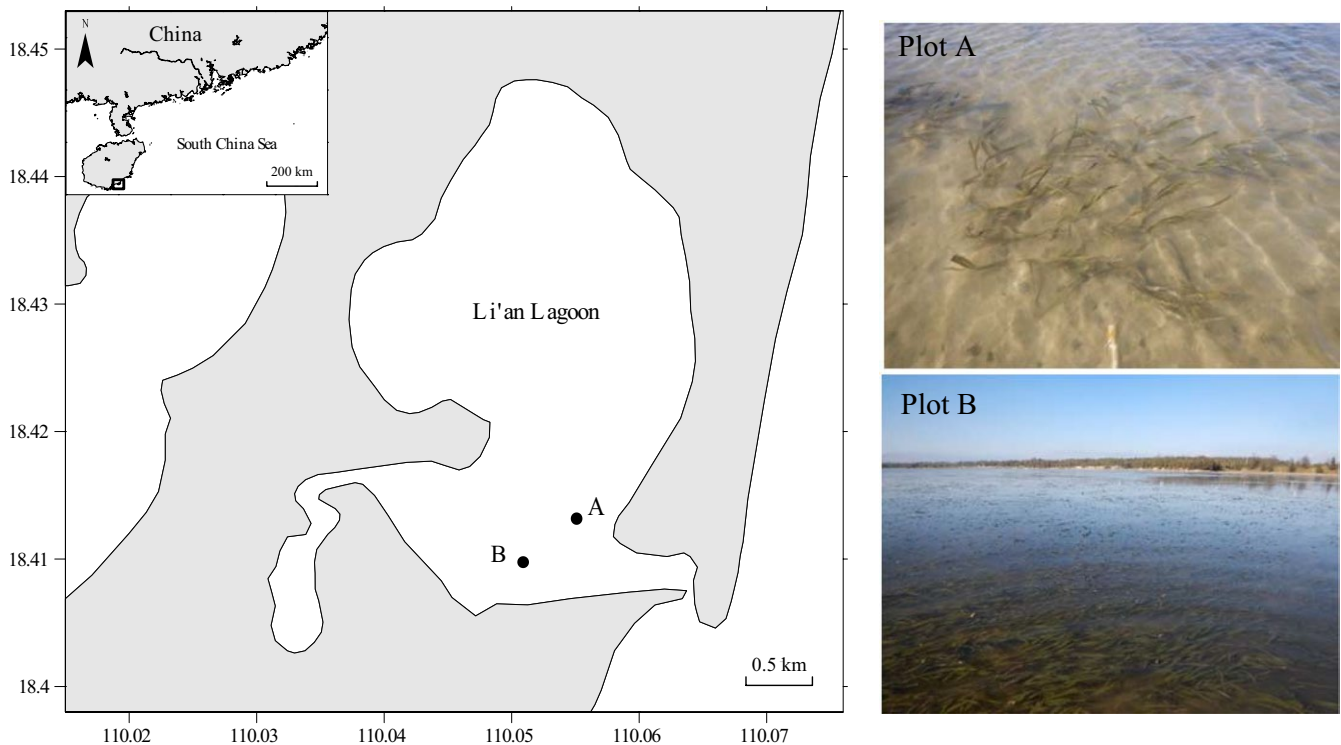 N
China
South China Sea
200 km
18.45
18.44
18.43
18.42
18.41
18.4
Li'an Lagoon
A
B
0.5 km
110.02 110.03 110.04 110.05 110.06 110.07
Plot A
Plot B